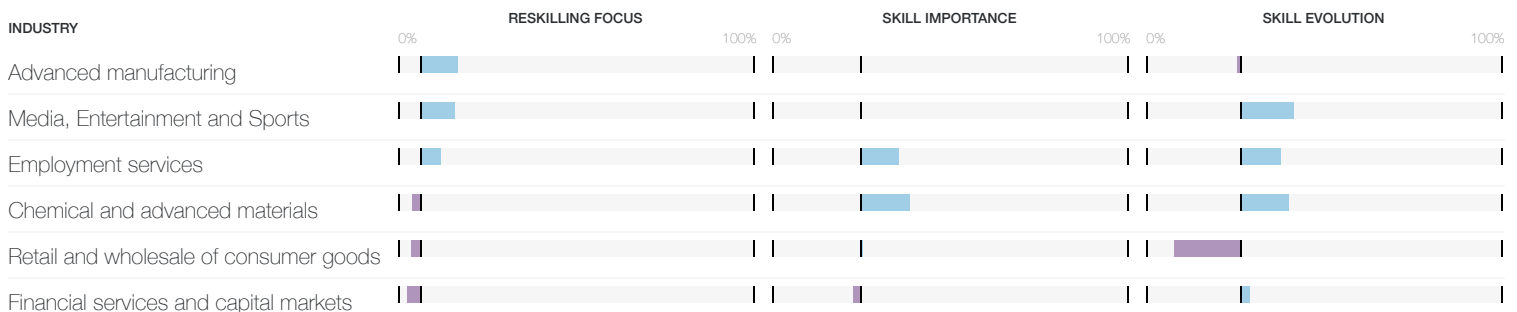 INDUSTRY RESKILLING FOCUS SKILL IMPORTANCE SKILL EVOLUTION
0% 100% 0% 100% 0% 100%
Advanced manufacturing
Media, Entertainment and Sports
Employment services
Chemical and advanced materials
Retail and wholesale of consumer goods
Financial services and capital markets